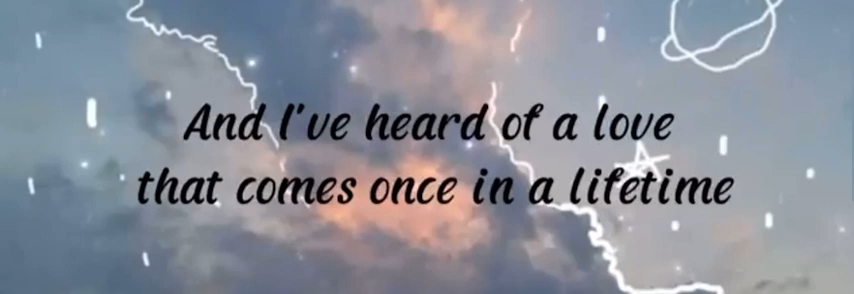 And I've heard of a love
that comes once in a lifetime